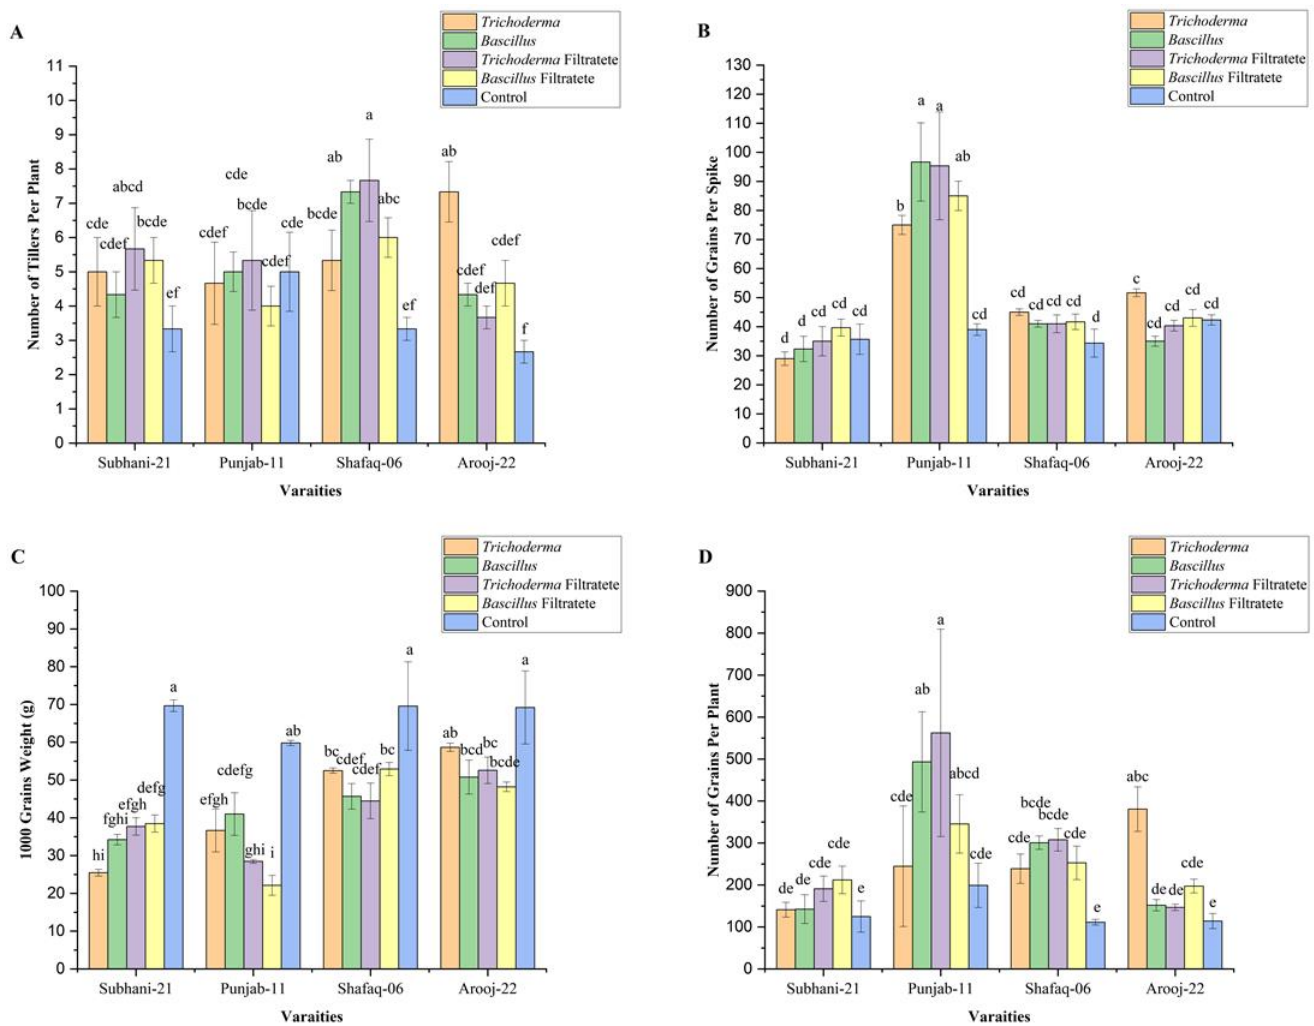 A
Trichoderma
Bascillus
Trichoderma Filtratete
Bascillus Filtratete
Control
Number of Tillers Per Plant
11
10
9
8
7
6
5
4
3
2
1
0
cde
cdef
abcd
bcde
ef
cdef
cde
bcde
cdef
cde
bcde
ab
a
abc
ef
ab
cdef
def
cdef
f
Subhani-21 Punjab-11 Shafaq-06 Arooj-22
Varaities
B
Trichoderma
Bascillus
Trichoderma Filtratete
Bascillus Filtratete
Control
Number of Grains Per Spike
130
120
110
100
90
80
70
60
50
40
30
20
10
0
d
d
cd
cd
cd
b
a
a
ab
cd
cd
cd
cd
cd
d
c
cd
cd
cd
cd
Subhani-21 Punjab-11 Shafaq-06 Arooj-22
Varaities
C
Trichoderma
Bascillus
Trichoderma Filtratete
Bascillus Filtratete
Control
1000 Grains Weight (g)
100
90
80
70
60
50
40
30
20
10
0
hi
fghi
efgh
defg
a
efgh
cdefg
ghi
i
ab
bc
cdef
cdef
bc
a
ab
bcd
bc
bcde
a
Subhani-21 Punjab-11 Shafaq-06 Arooj-22
Varaities
D
Trichoderma
Bascillus
Trichoderma Filtratete
Bascillus Filtratete
Control
Number of Grains Per Plant
900
800
700
600
500
400
300
200
100
0
de
de
cde
cde
e
cde
ab
a
abcd
cde
cde
bcde
bcde
cde
e
abc
de
de
cde
e
Subhani-21 Punjab-11 Shafaq-06 Arooj-22
Varaities